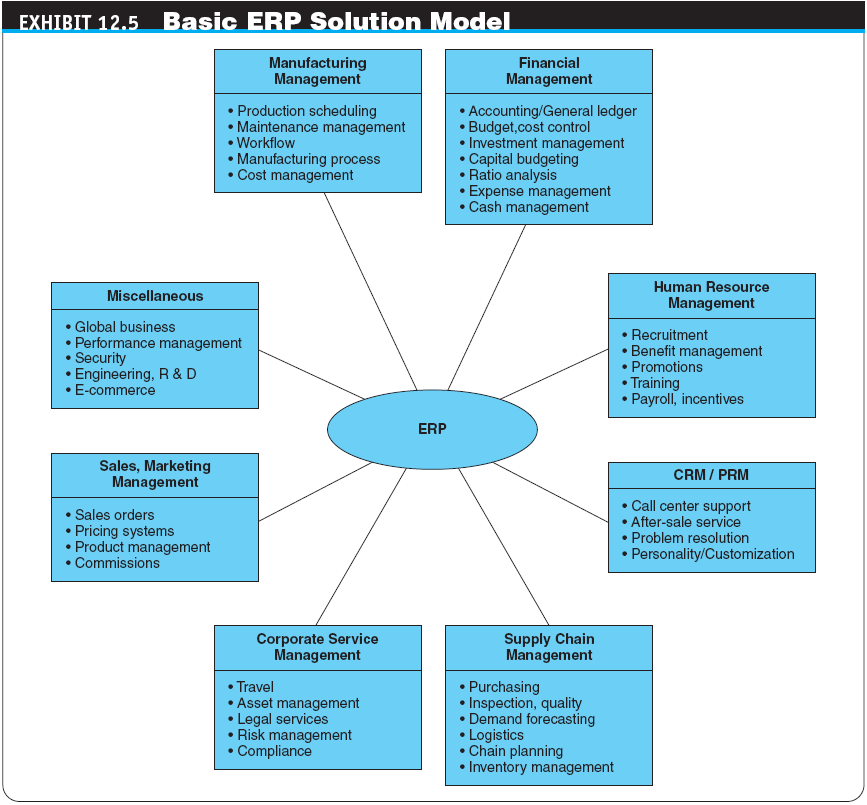 EXHIBIT 12.5 Basic ERP Solution Model
Manufacturing
Management
• Production scheduling
• Maintenance management
• Workflow
• Manufacturing process
• Cost management
Financial
Management
• Accounting/General ledger
• Budget,cost control
• Investment management
• Capital budgeting
• Ratio analysis
• Expense management
• Cash management
Miscellaneous
• Global business
• Performance management
• Security
• Engineering, R & D
• E-commerce
Human Resource
Management
• Recruitment
• Benefit management
• Promotions
• Training
• Payroll, incentives
ERP
Sales, Marketing
Management
• Sales orders
• Pricing systems
• Product management
• Commissions
CRM / PRM
• Call center support
• After-sale service
• Problem resolution
• Personality/Customization
Corporate Service
Management
• Travel
• Asset management
• Legal services
• Risk management
• Compliance
Supply Chain
Management
• Purchasing
• Inspection, quality
• Demand forecasting
• Logistics
• Chain planning
• Inventory management